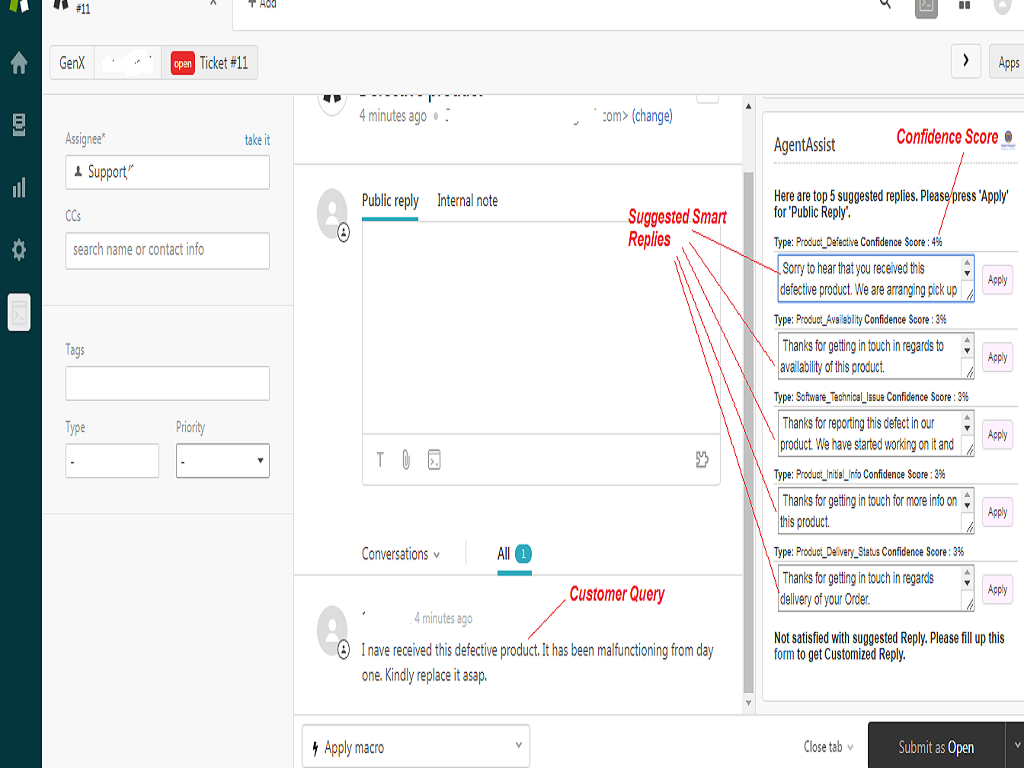 #11
+ Add
GenX
open Ticket #11
Apps
Assignee*
take it
Support/
CCs
search name or contact info
Tags
Type
Priority
-
-
Defective product
4 minutes ago
com> (change)
Public reply
Internal note
Suggested Smart
Replies
Conversations
All 1
Customer Query
4 minutes ago
I nave received this defective product. It has been malfunctioning from day
one. Kindly replace it asap.
Apply macro
AgentAssist
Confidence Score
Here are top 5 suggested replies. Please press 'Apply'
for 'Public Reply'.
Type: Product_Defective Confidence Score : 4%
Sorry to hear that you received this
defective product. We are arranging pick up
Apply
Type: Product_Availability Confidence Score : 3%
Thanks for getting in touch in regards to
availability of this product.
Apply
Type: Software_Technical_Issue Confidence Score : 3%
Thanks for reporting this defect in our
product. We have started working on it and
Apply
Type: Product_Initial_Info Confidence Score : 3%
Thanks for getting in touch for more info on
this product.
Apply
Type: Product_Delivery_Status Confidence Score : 3%
Thanks for getting in touch in regards
delivery of your Order.
Apply
Not satisfied with suggested Reply. Please fill up this
form to get Customized Reply.
Close tab
Submit as Open